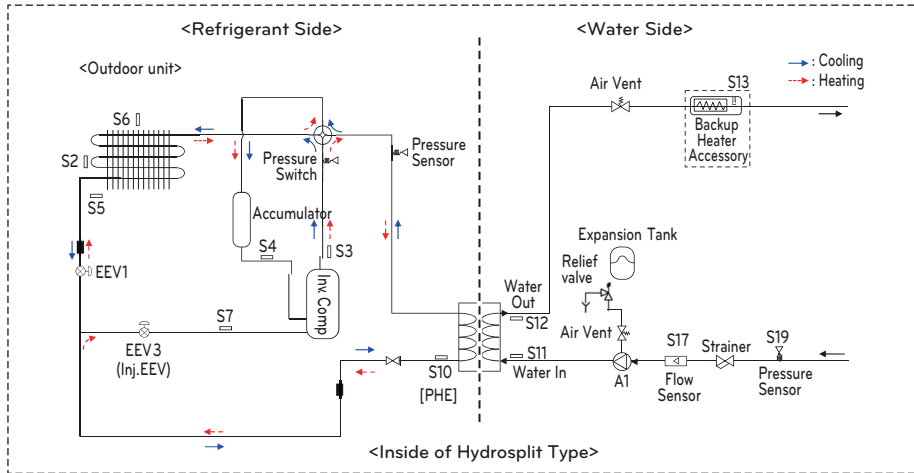 <Refrigerant Side>
<Water Side>
<Outdoor unit>
: Cooling
: Heating
S6
S2
S5
Pressure
Switch
Pressure
Sensor
Air Vent
S13
Backup
Heater
Accessory
Accumulator
S4
S3
Inv. Comp
EEV1
S7
EEV3
(Inj.EEV)
S10
[PHE]
Water
Out
S12
S11
Water In
Expansion Tank
Relief
valve
Air Vent
A1
S17
Flow
Sensor
Strainer
S19
Pressure
Sensor
<Inside of Hydrosplit Type>